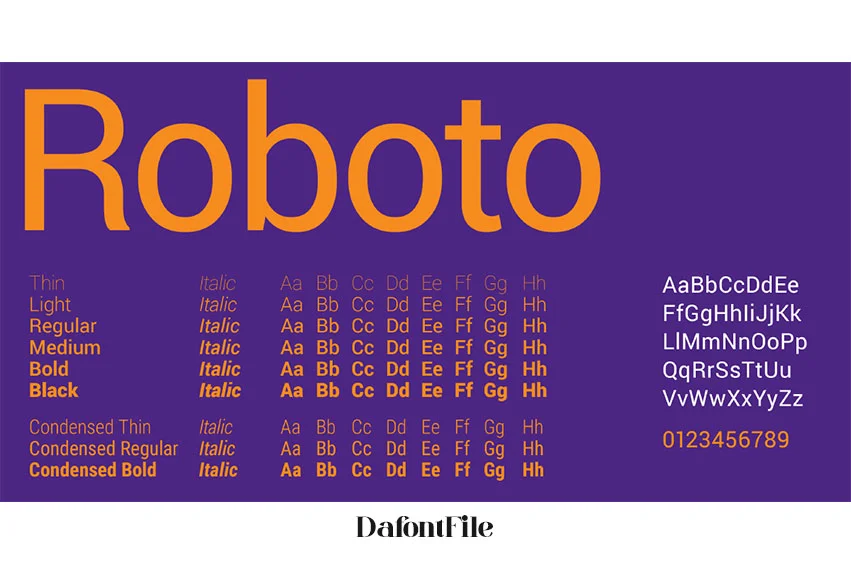 Roboto
Thin Italic Aa Bb Cc Dd Ee Ff Gg Hh
Light Italic Aa Bb Cc Dd Ee Ff Gg Hh
Regular Italic Aa Bb Cc Dd Ee Ff Gg Hh
Medium Italic Aa Bb Cc Dd Ee Ff Gg Hh
Bold Italic Aa Bb Cc Dd Ee Ff Gg Hh
Black Italic Aa Bb Cc Dd Ee Ff Gg Hh
Condensed Thin Italic Aa Bb Cc Dd Ee Ff Gg Hh
Condensed Regular Italic Aa Bb Cc Dd Ee Ff Gg Hh
Condensed Bold Italic Aa Bb Cc Dd Ee Ff Gg Hh
AaBbCcDdEe
FfGgHhIiJjKk
LlMmNnOoPp
QqRrSsTtUu
VvWwXxYyZz
0123456789
DafontFile